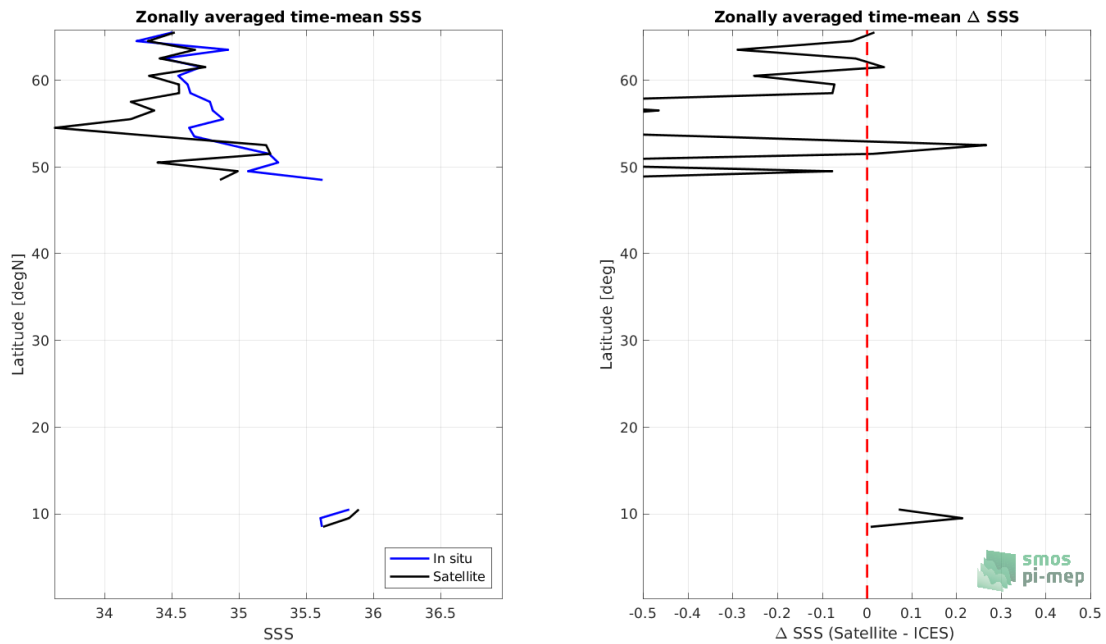 Zonally averaged time-mean SSS
60
50
40
30
20
10
Latitude [degN]
34
34.5
35
35.5
36
36.5
SSS
In situ
Satellite
Zonally averaged time-mean Δ SSS
60
50
40
30
20
10
Latitude [deg]
-0.5
-0.4
-0.3
-0.2
-0.1
0
0.1
0.2
0.3
0.4
0.5
Δ SSS (Satellite - ICES)
smos
pi-mep